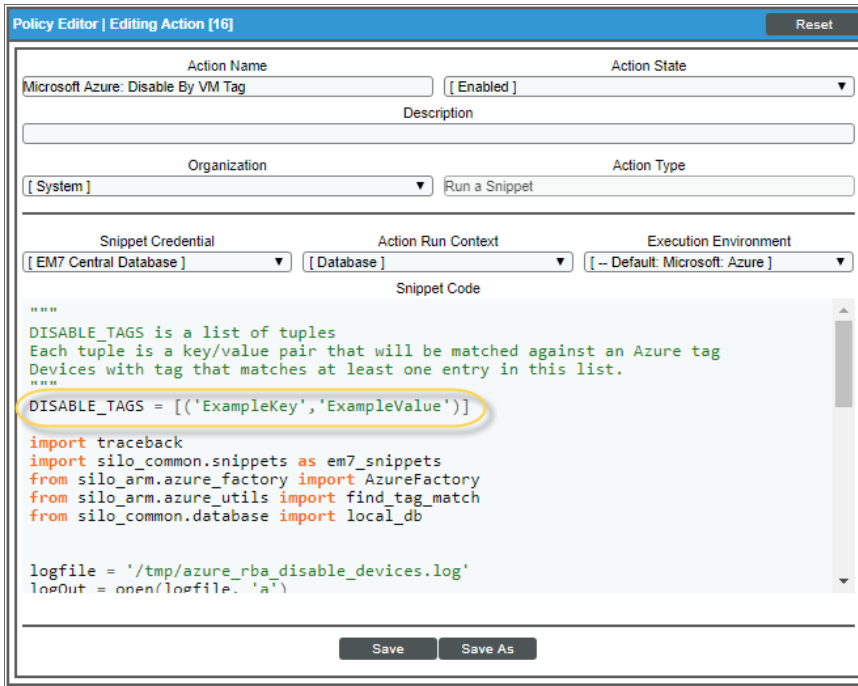 Policy Editor | Editing Action [16]
Reset
Action Name
Action State
Microsoft Azure: Disable By VM Tag
[ Enabled ]
Description
Organization
Action Type
[ System ]
Run a Snippet
Snippet Credential
Action Run Context
Execution Environment
[ EM7 Central Database ]
[ Database ]
[ -- Default: Microsoft: Azure ]
Snippet Code
"""
DISABLE_TAGS is a list of tuples
Each tuple is a key/value pair that will be matched against an Azure tag
Devices with tag that matches at least one entry in this list.
"""
DISABLE_TAGS = [('ExampleKey','ExampleValue')]
import traceback
import silo_common.snippets as em7_snippets
from silo_arm.azure_factory import AzureFactory
from silo_arm.azure_utils import find_tag_match
from silo_common.database import local_db
logfile = '/tmp/azure_rba_disable_devices.log'
logOut = open(logfile, 'a')
Save
Save As